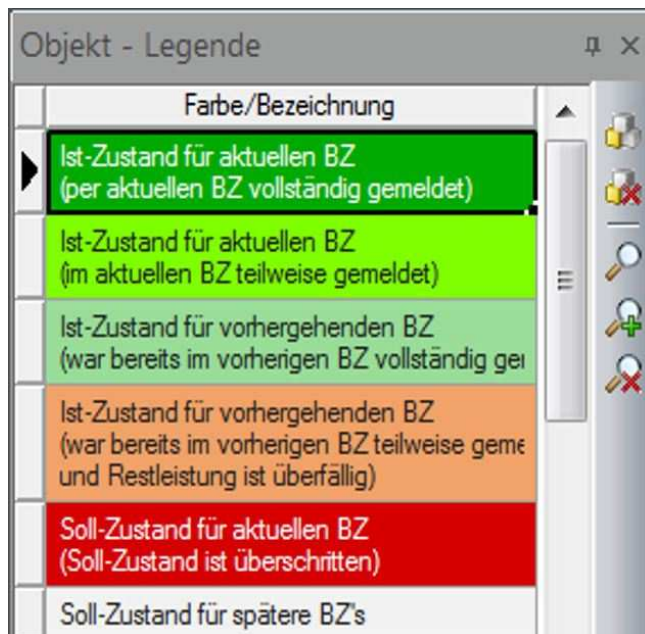 Objekt - Legende
Farbe/Bezeichnung
Ist-Zustand für aktuellen BZ
(per aktuellen BZ vollständig gemeldet)
Ist-Zustand für aktuellen BZ
(im aktuellen BZ teilweise gemeldet)
Ist-Zustand für vorhergehenden BZ
(war bereits im vorherigen BZ vollständig ger
Ist-Zustand für vorhergehenden BZ
(war bereits im vorherigen BZ teilweise geme
und Restleistung ist überfällig)
Soll-Zustand für aktuellen BZ
(Soll-Zustand ist überschritten)
Soll-Zustand für spätere BZ's